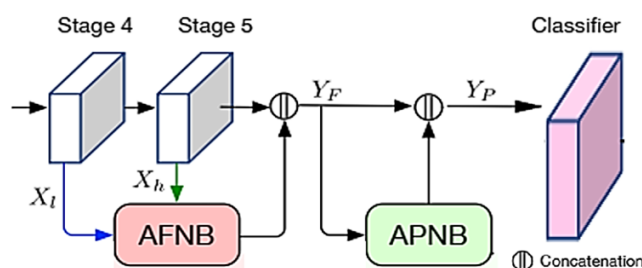 Stage 4 Stage 5 Classifier
Y_F Y_P
X_l X_h
AFNB APNB
Concatenation